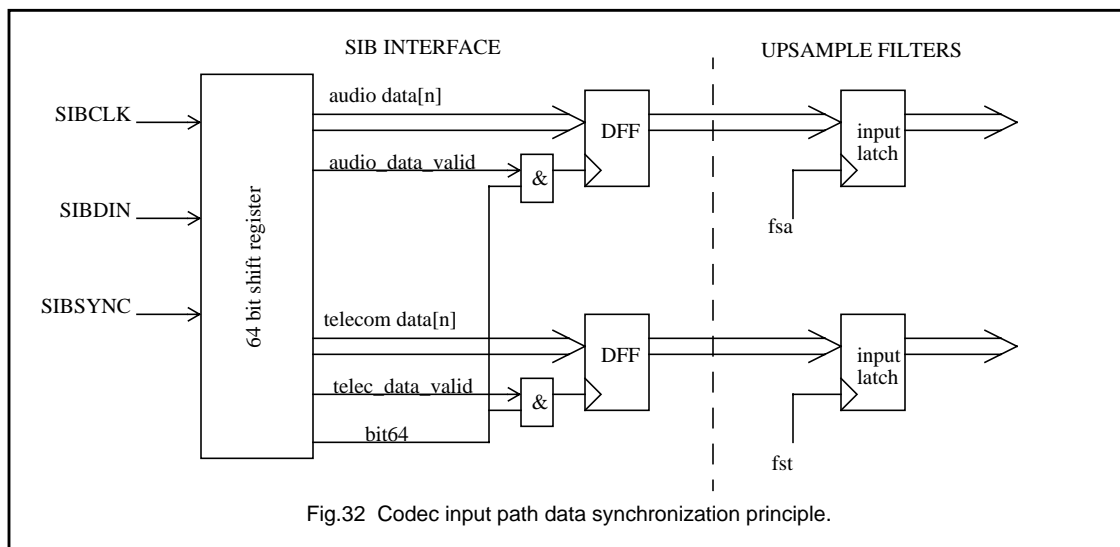 SIB INTERFACE
UPSAMPLE FILTERS
SIBCLK
SIBDIN
SIBSYNC
64 bit shift register
audio data[n]
audio_data_valid
&
DFF
input
latch
fsa
telecom data[n]
telec_data_valid
bit64
&
DFF
input
latch
fst
Fig.32 Codec input path data synchronization principle.